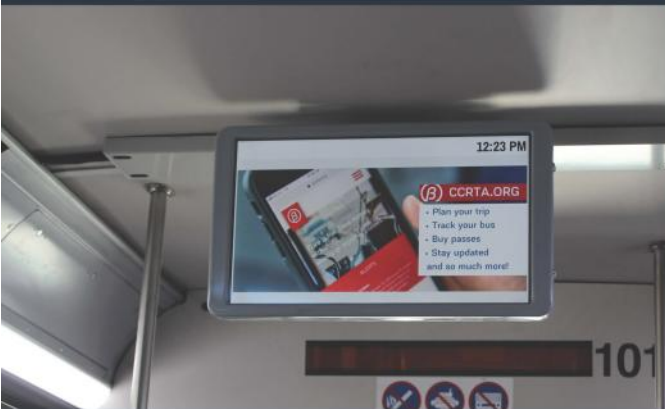 12:23 PM
CCRTA.ORG
- Plan your trip
- Track your bus
- Buy passes
- Stay updated
and so much more!
101